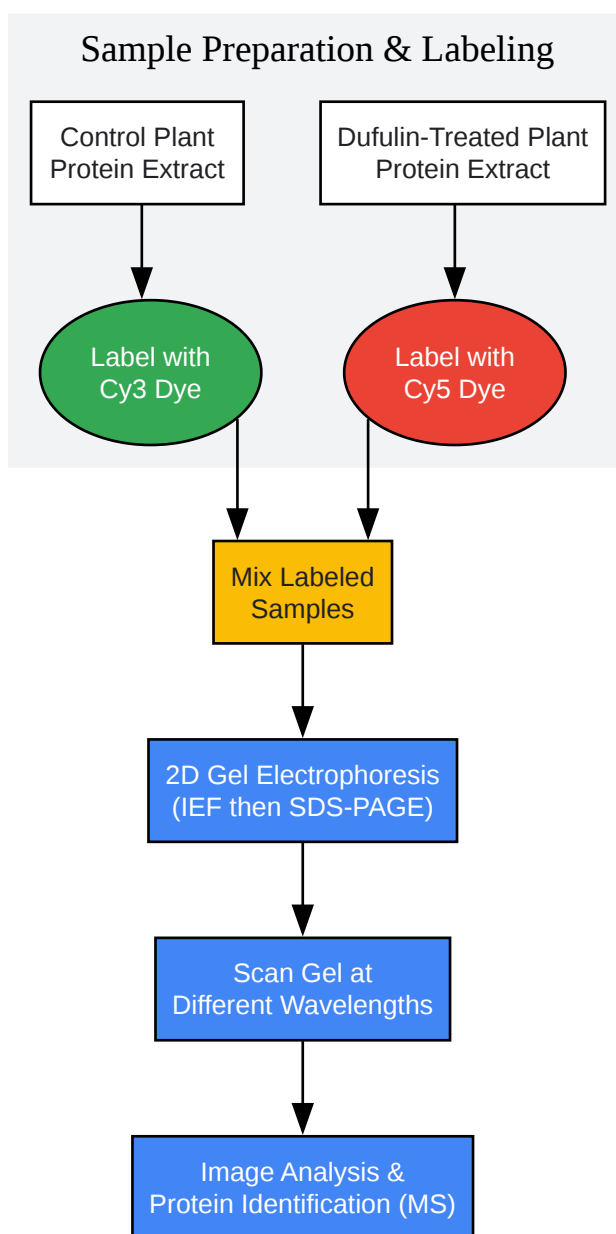 Sample Preparation & Labeling
Control Plant
Protein Extract
Dufulin-Treated Plant
Protein Extract
Label with
Cy3 Dye
Label with
Cy5 Dye
Mix Labeled
Samples
2D Gel Electrophoresis
(IEF then SDS-PAGE)
Scan Gel at
Different Wavelengths
Image Analysis &
Protein Identification (MS)